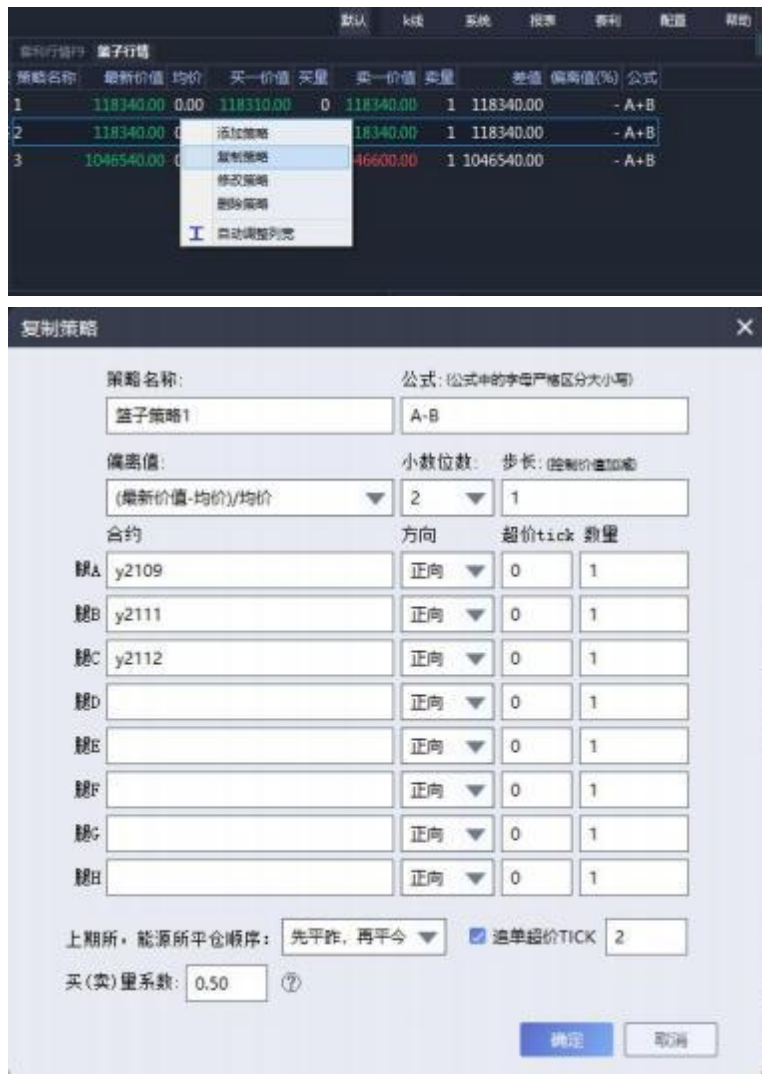 默认 k线 系统 报表 套利 配置 帮助
套利行情F9 篮子行情
策略名称 最新价值 均价 买一价值 买量 卖一价值 卖量 差值 偏离值(%) 公式
1 118340.00 0.00 118310.00 0 118340.00 1 118340.00 - A+B
2 118340.00 0 18340.00 1 118340.00 - A+B
3 1046540.00 0 46600.00 1 1046540.00 - A+B
添加策略
复制策略
修改策略
删除策略
自动调整列宽
复制策略
策略名称: 公式:(公式中的字母严格区分大小写)
篮子策略1 A-B
偏离值: 小数位数: 步长:(控制价值加减)
(最新价值-均价)/均价 2 1
合约 方向 超价tick 数量
腿A y2109 正向 0 1
腿B y2111 正向 0 1
腿C y2112 正向 0 1
腿D 正向 0 1
腿E 正向 0 1
腿F 正向 0 1
腿G 正向 0 1
腿H 正向 0 1
上期所,能源所平仓顺序: 先平昨,再平今 追单超价TICK 2
买(卖)量系数: 0.50 ?
确定 取消